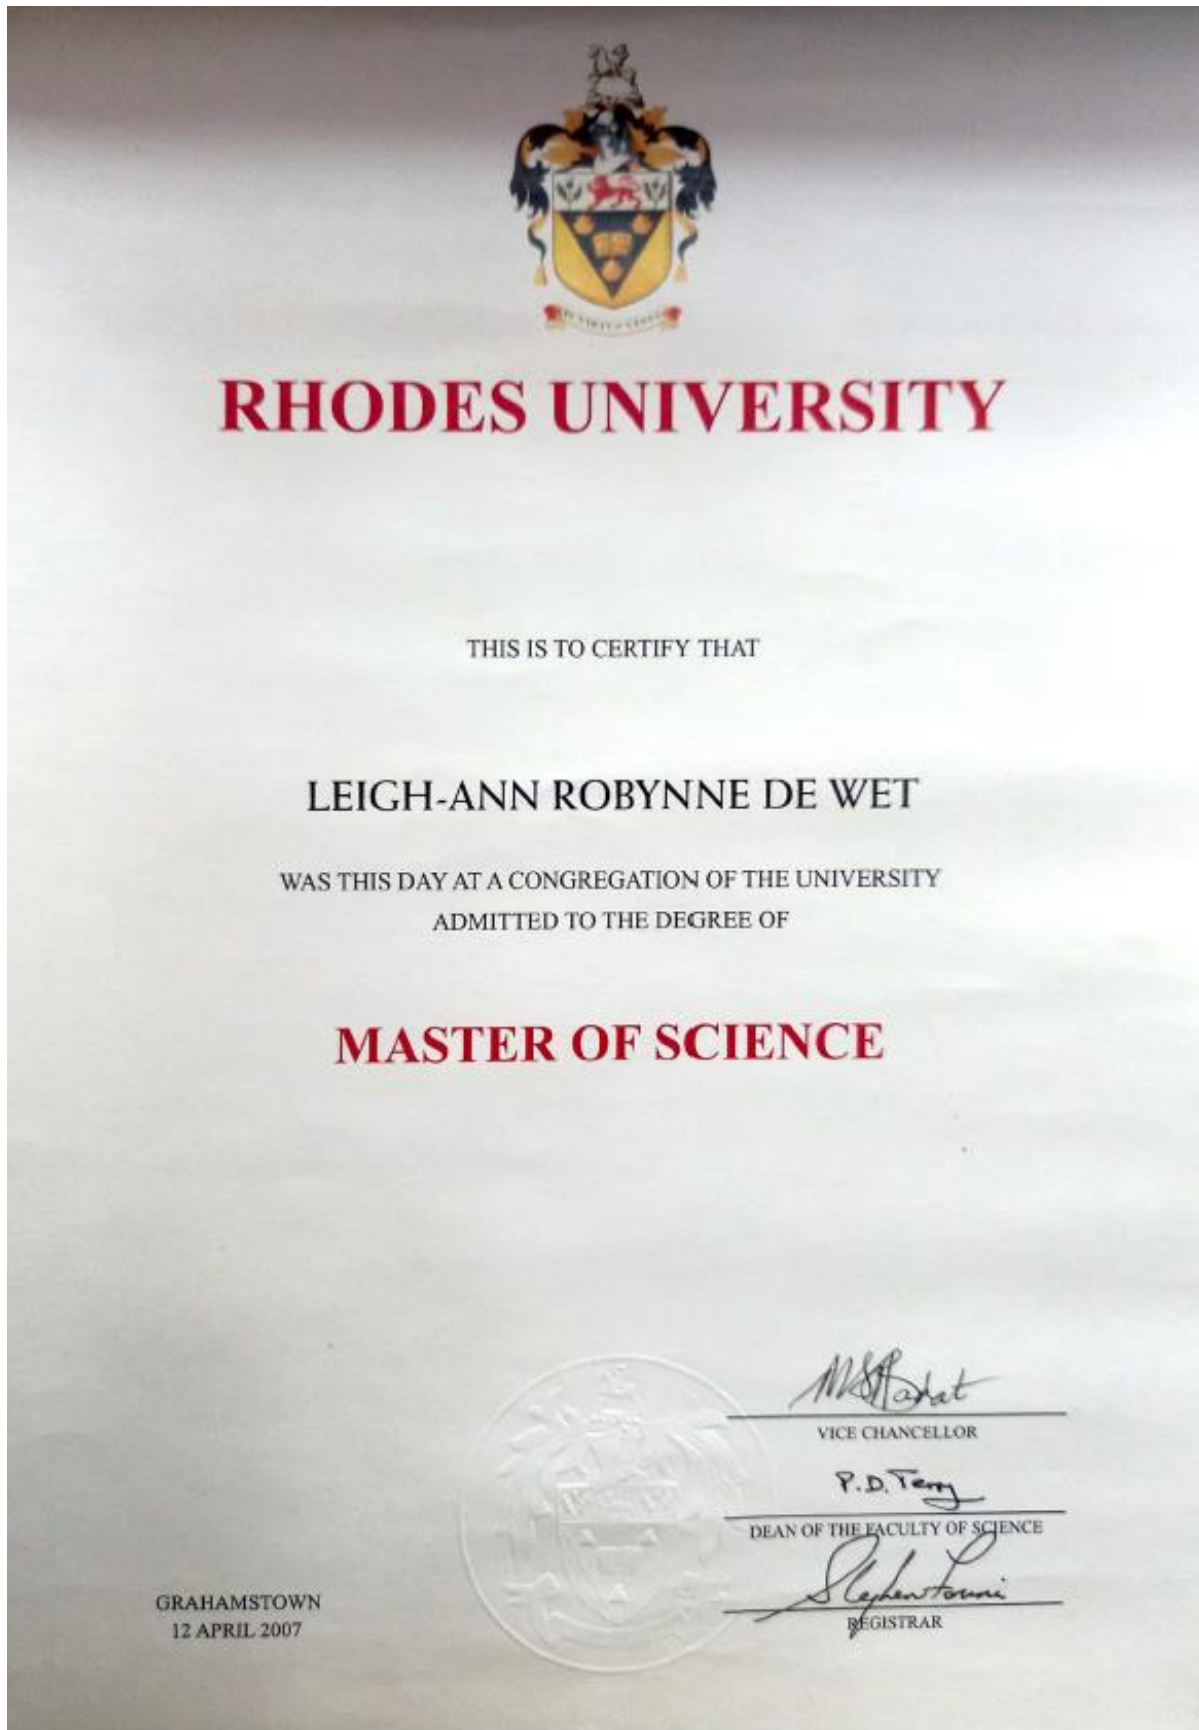 RHODES UNIVERSITY
THIS IS TO CERTIFY THAT
LEIGH-ANN ROBYNNE DE WET
WAS THIS DAY AT A CONGREGATION OF THE UNIVERSITY
ADMITTED TO THE DEGREE OF
MASTER OF SCIENCE
VICE CHANCELLOR
P.D. Terry
DEAN OF THE FACULTY OF SCIENCE
REGISTRAR
GRAHAMSTOWN
12 APRIL 2007